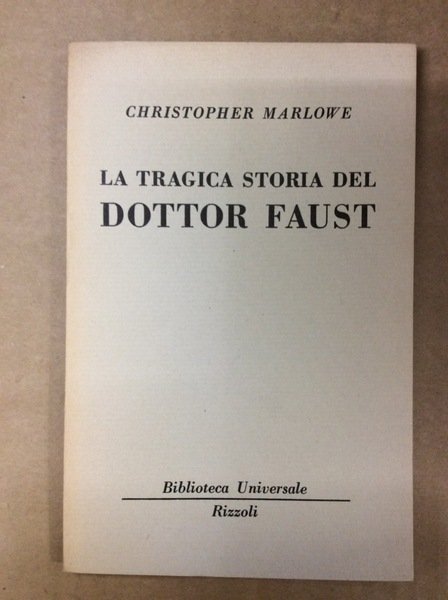 CHRISTOPHER MARLOWE
LA TRAGICA STORIA DEL
DOTTOR FAUST
Biblioteca Universale
Rizzoli